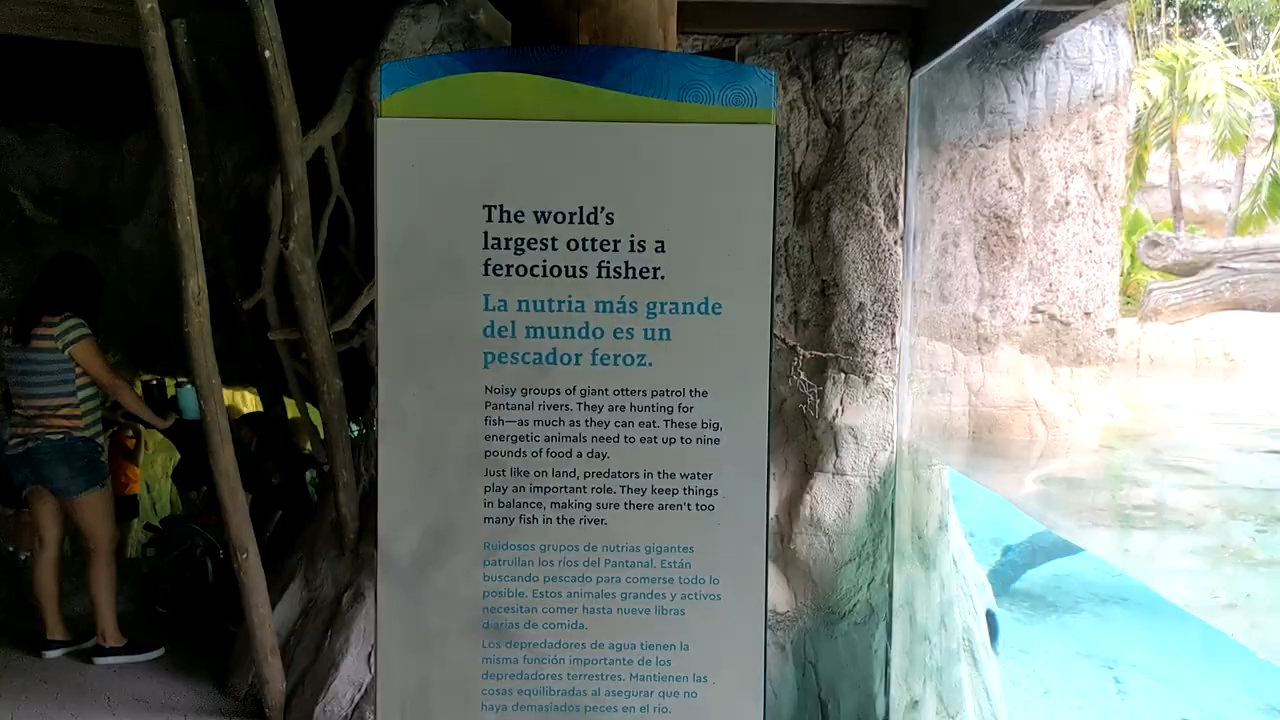 The world's
largest otter is a
ferocious fisher.
La nutria más grande
del mundo es un
pescador feroz.
Noisy groups of giant otters patrol the
Pantanal rivers. They are hunting for
fish—as much as they can eat. These big,
energetic animals need to eat up to nine
pounds of food a day.
Just like on land, predators in the water
play an important role. They keep things
in balance, making sure there aren't too
many fish in the river.
Ruidosos grupos de nutrias gigantes
patrullan los ríos del Pantanal. Están
buscando pescado para comerse todo lo
posible. Estos animales grandes y activos
necesitan comer hasta nueve libras
diarias de comida.
Los depredadores de agua tienen la
misma función importante de los
depredadores terrestres. Mantienen las
cosas equilibradas al asegurar que no
haya demasiados peces en el río.